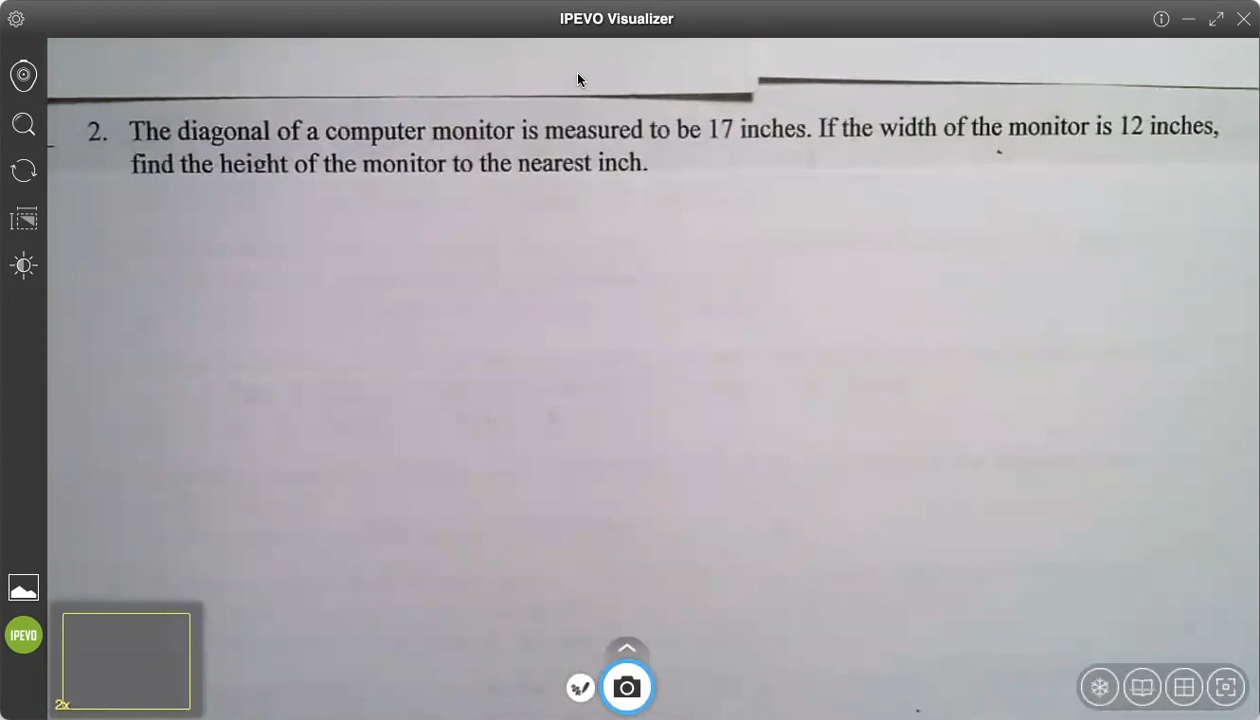 IPEVO Visualizer
2. The diagonal of a computer monitor is measured to be 17 inches. If the width of the monitor is 12 inches,
find the height of the monitor to the nearest inch.
IPEVO
2x